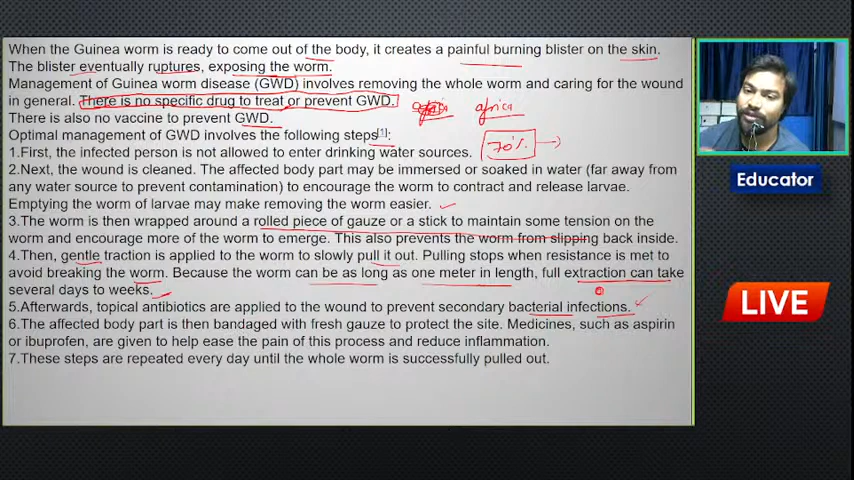 When the Guinea worm is ready to come out of the body, it creates a painful burning blister on the skin.
The blister eventually ruptures, exposing the worm.
Management of Guinea worm disease (GWD) involves removing the whole worm and caring for the wound
in general. There is no specific drug to treat or prevent GWD.
africa
There is also no vaccine to prevent GWD.
Optimal management of GWD involves the following steps[1]:
70%
1.First, the infected person is not allowed to enter drinking water sources.
2.Next, the wound is cleaned. The affected body part may be immersed or soaked in water (far away from
any water source to prevent contamination) to encourage the worm to contract and release larvae.
Emptying the worm of larvae may make removing the worm easier.
3.The worm is then wrapped around a rolled piece of gauze or a stick to maintain some tension on the
worm and encourage more of the worm to emerge. This also prevents the worm from slipping back inside.
4.Then, gentle traction is applied to the worm to slowly pull it out. Pulling stops when resistance is met to
avoid breaking the worm. Because the worm can be as long as one meter in length, full extraction can take
several days to weeks.
5.Afterwards, topical antibiotics are applied to the wound to prevent secondary bacterial infections.
6.The affected body part is then bandaged with fresh gauze to protect the site. Medicines, such as aspirin
or ibuprofen, are given to help ease the pain of this process and reduce inflammation.
7.These steps are repeated every day until the whole worm is successfully pulled out.
Educator
LIVE